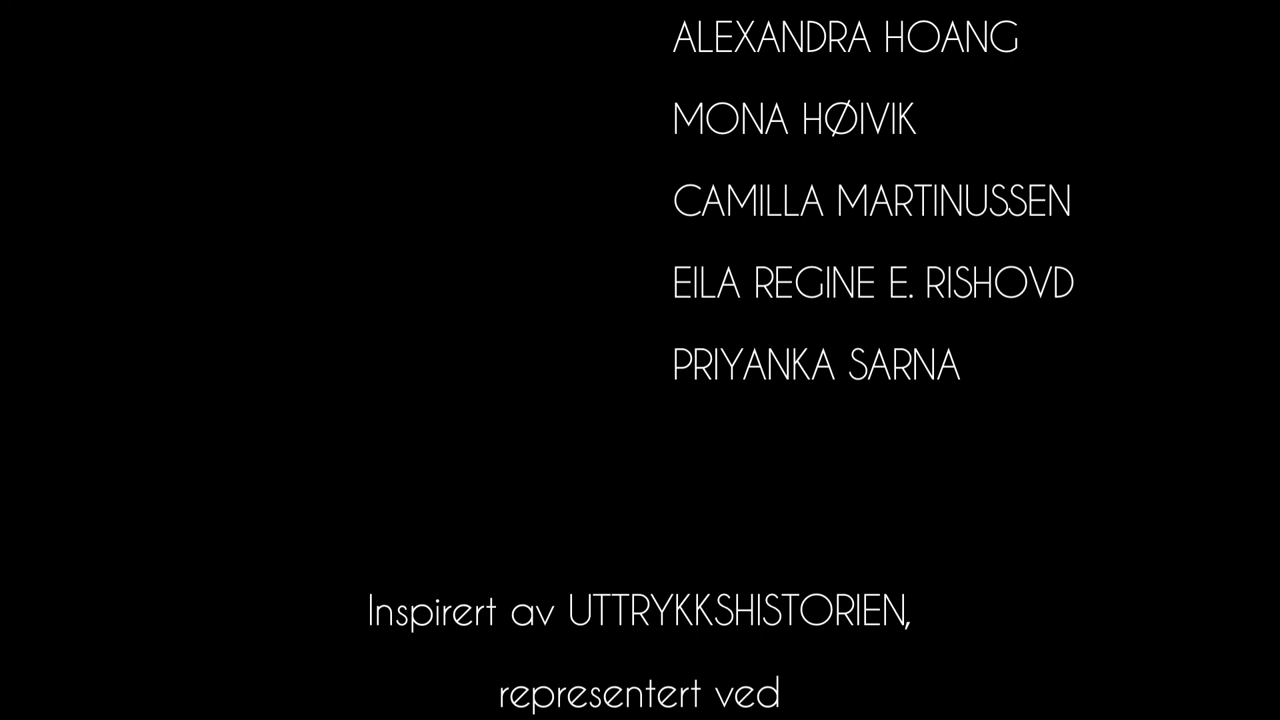 ALEXANDRA HOANG
MONA HØIVIK
CAMILLA MARTINUSSEN
EILA REGINE E. RISHOVD
PRIYANKA SARNA
Inspirert av UTTRYKKSHISTORIEN,
representert ved